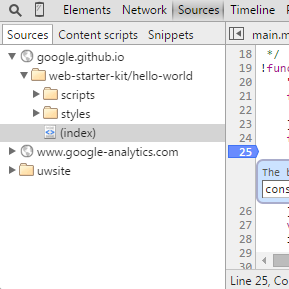 Elements
Network
Sources
Timeline
Sources
Content scripts
Snippets
main.m
google.github.io
web-starter-kit/hello-world
scripts
styles
(index)
www.google-analytics.com
uwsite
18
*/
19
!func
20
21
22
23
24
25
The b
cons
26
27
28
29
Line 25, Co